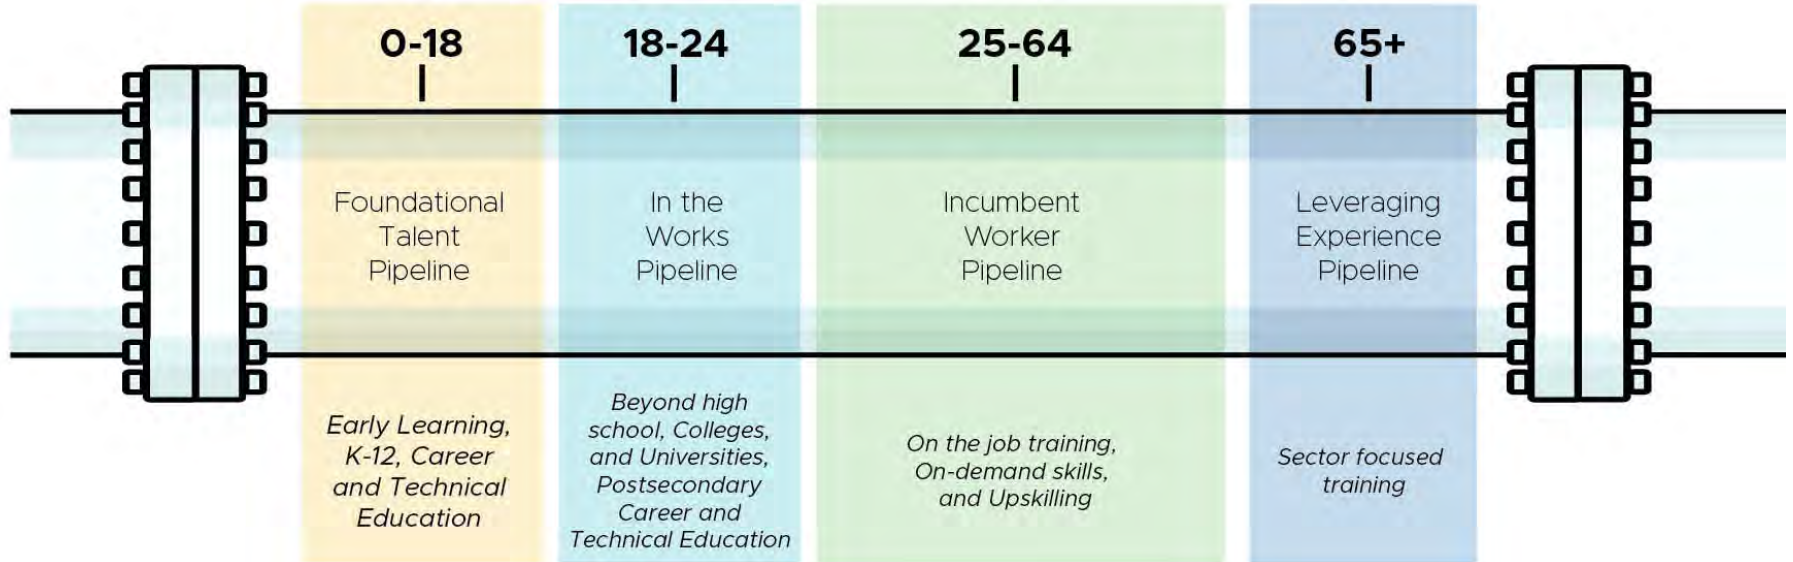 0-18
18-24
25-64
65+
Foundational
Talent
Pipeline
In the
Works
Pipeline
Incumbent
Worker
Pipeline
Leveraging
Experience
Pipeline
Early Learning,
K-12, Career
and Technical
Education
Beyond high
school, Colleges,
and Universities,
Postsecondary
Career and
Technical Education
On the job training,
On-demand skills,
and Upskilling
Sector focused
training